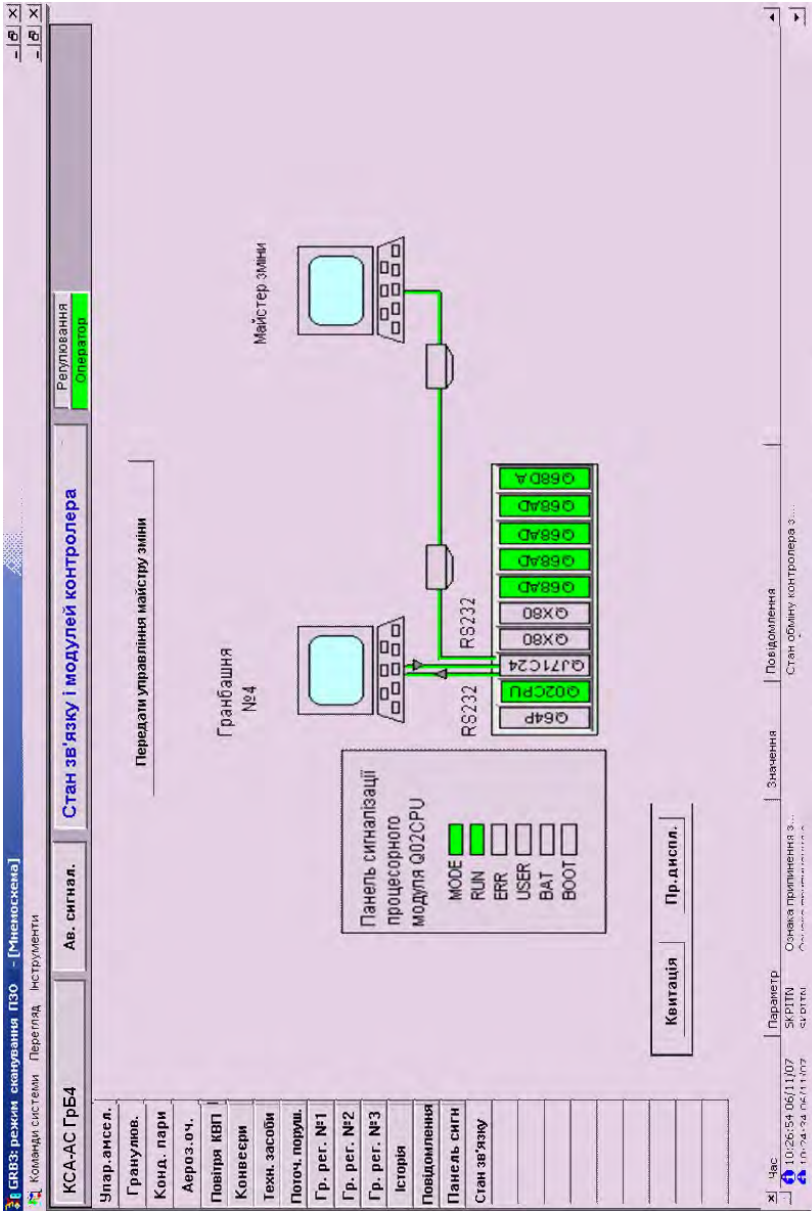 GRB3: режим сканування ПЗО - [Мнемосхема]
Команди системи Перегляд Інструменти
КСА-АС ГрБ4
Ав. сигнал.
Стан зв'язку і модулей контролера
Регулювання
Оператор
Упар.амсел.
Гранулюв.
Конд. пари
Аероз.оч.
Повітря КВП
Конвеєри
Техн. засоби
Поточ. поруш.
Гр. рег. №1
Гр. рег. №2
Гр. рег. №3
Історія
Повідомлення
Панель сигн
Стан зв'язку
Передати управління майстру зміни
Гранбашня
№4
Майстер зміни
RS232
RS232
Панель сигналізації
процесорного
модуля Q02CPU
MODE
RUN
ERR
USER
BAT
BOOT
Q64P
Q02CPU
QJ71C24
QX80
QX80
Q68AD
Q68AD
Q68AD
Q68AD
Q68DA
Квитація
Пр.диспл.
Час
Параметр
Значення
Повідомлення
10:26:54 06/11/07 SKPITN Ознака припинення з... Стан обміну контролера з...